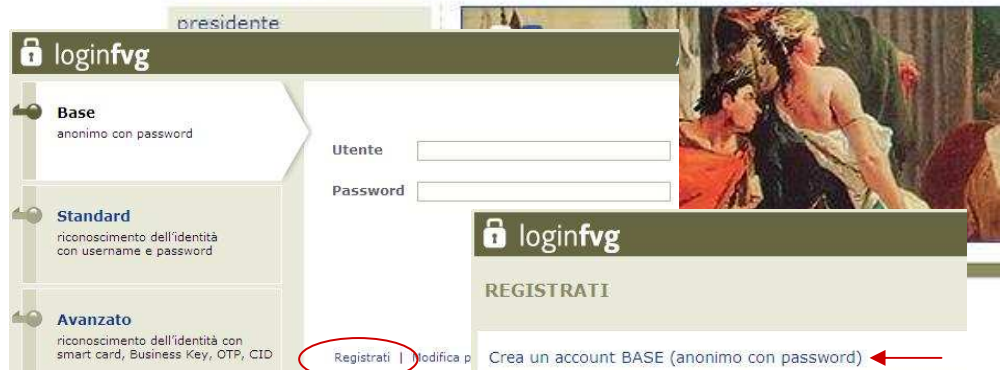 presidente
loginfvg
Base
anonimo con password
Utente
Password
Standard
riconoscimento dell'identità
con username e password
Avanzato
riconoscimento dell'identità con
smart card, Business Key, OTP, CID
Registrati | Modifica p
loginfvg
REGISTRATI
Crea un account BASE (anonimo con password)